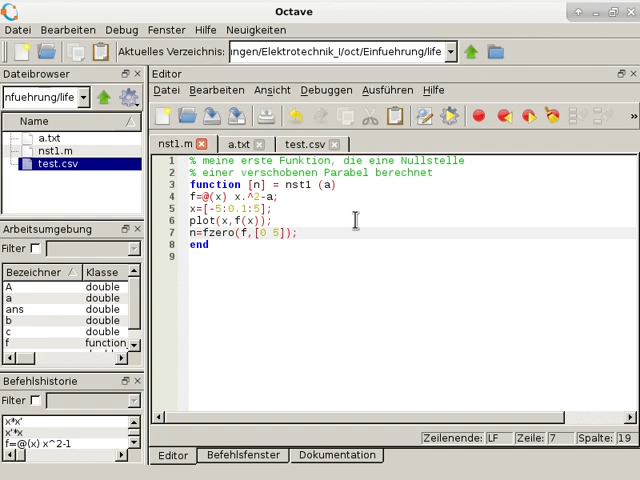 Octave
Datei Bearbeiten Debug Fenster Hilfe Neuigkeiten
Aktuelles Verzeichnis: ıngen/Elektrotechnik_I/oct/Einfuehrung/life
Dateibrowser
Editor
nfuehrung/life
Datei Bearbeiten Ansicht Debuggen Ausführen Hilfe
»
Name
a.txt
nst1.m
test.csv
nst1.m a.txt test.csv
1 % meine erste Funktion, die eine Nullstelle
2 % einer verschobenen Parabel berechnet
3 function [n] = nst1 (a)
4 f=@(x) x.^2-a;
5 x=[-5:0.1:5];
6 plot(x,f(x));
7 n=fzero(f,[0 5]);
8 end
9
Arbeitsumgebung
Filter
Bezeichner Klasse
A double
a double
ans double
b double
c double
f function
Befehlshistorie
Filter
x*x'
x'*x
f=@(x) x^2-1
Zeilenende: LF Zeile: 7 Spalte: 19
Editor Befehlsfenster Dokumentation